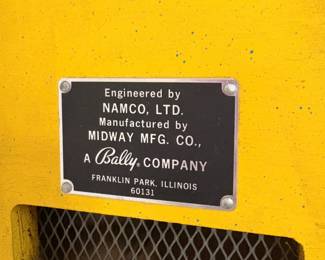 Engineered by
NAMCO, LTD.
Manufactured by
MIDWAY MFG. CO.,
A Bally COMPANY
FRANKLIN PARK, ILLINOIS
60131